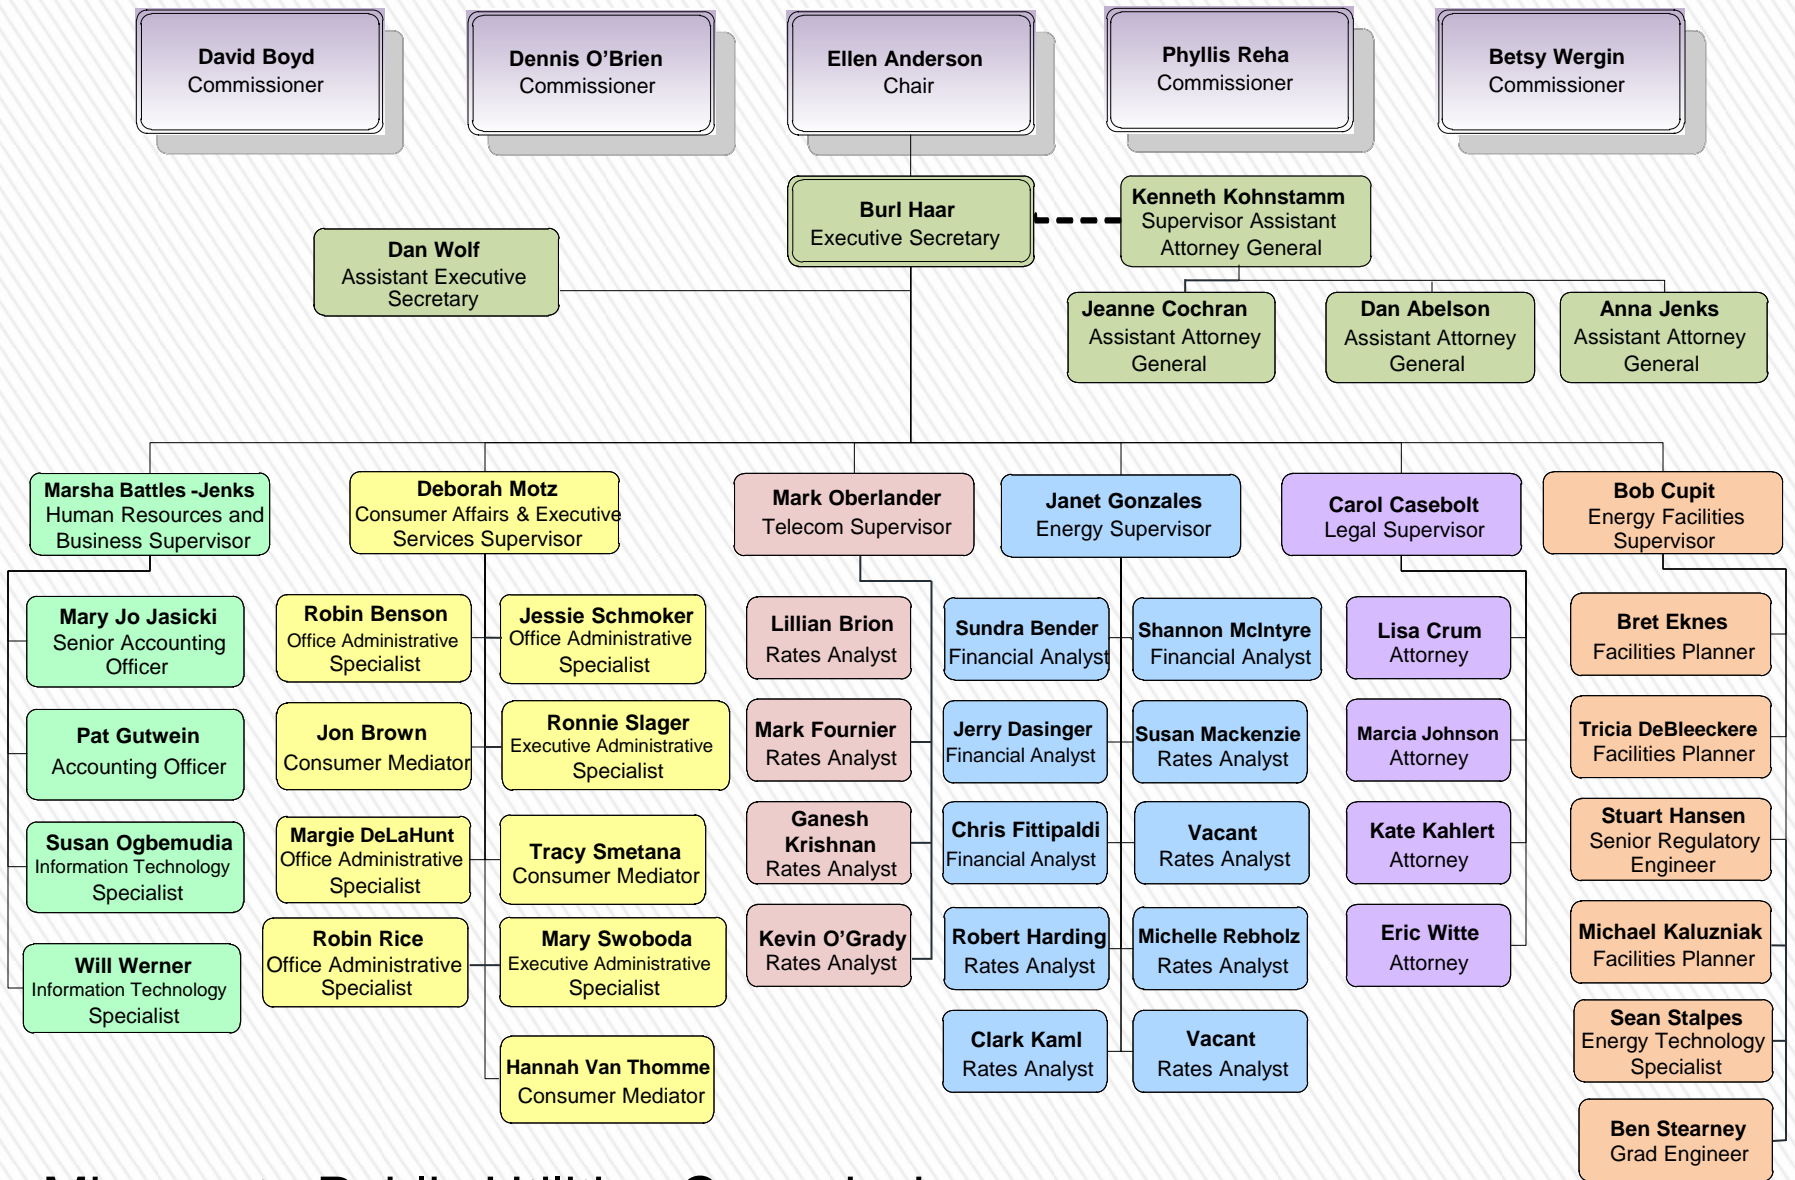 David Boyd
Commissioner
Dennis O’Brien
Commissioner
Ellen Anderson
Chair
Phyllis Reha
Commissioner
Betsy Wergin
Commissioner
Burl Haar
Executive Secretary
Kenneth Kohnstamm
Supervisor Assistant
Attorney General
Dan Wolf
Assistant Executive
Secretary
Jeanne Cochran
Assistant Attorney
General
Dan Abelson
Assistant Attorney
General
Anna Jenks
Assistant Attorney
General
Marsha Battles -Jenks
Human Resources and
Business Supervisor
Deborah Motz
Consumer Affairs & Executive
Services Supervisor
Mark Oberlander
Telecom Supervisor
Janet Gonzales
Energy Supervisor
Carol Casebolt
Legal Supervisor
Bob Cupit
Energy Facilities
Supervisor
Mary Jo Jasicki
Senior Accounting
Officer
Pat Gutwein
Accounting Officer
Susan Ogbemudia
Information Technology
Specialist
Will Werner
Information Technology
Specialist
Robin Benson
Office Administrative
Specialist
Jessie Schmoker
Office Administrative
Specialist
Jon Brown
Consumer Mediator
Ronnie Slager
Executive Administrative
Specialist
Margie DeLaHunt
Office Administrative
Specialist
Tracy Smetana
Consumer Mediator
Robin Rice
Office Administrative
Specialist
Mary Swoboda
Executive Administrative
Specialist
Hannah Van Thomme
Consumer Mediator
Lillian Brion
Rates Analyst
Mark Fournier
Rates Analyst
Ganesh
Krishnan
Rates Analyst
Kevin O’Grady
Rates Analyst
Sundra Bender
Financial Analyst
Shannon McIntyre
Financial Analyst
Jerry Dasinger
Financial Analyst
Susan Mackenzie
Rates Analyst
Chris Fittipaldi
Financial Analyst
Vacant
Rates Analyst
Robert Harding
Rates Analyst
Michelle Rebholz
Rates Analyst
Clark Kaml
Rates Analyst
Vacant
Rates Analyst
Lisa Crum
Attorney
Marcia Johnson
Attorney
Kate Kahlert
Attorney
Eric Witte
Attorney
Bret Eknes
Facilities Planner
Tricia DeBleeckere
Facilities Planner
Stuart Hansen
Senior Regulatory
Engineer
Michael Kaluzniak
Facilities Planner
Sean Stalpes
Energy Technology
Specialist
Ben Stearney
Grad Engineer